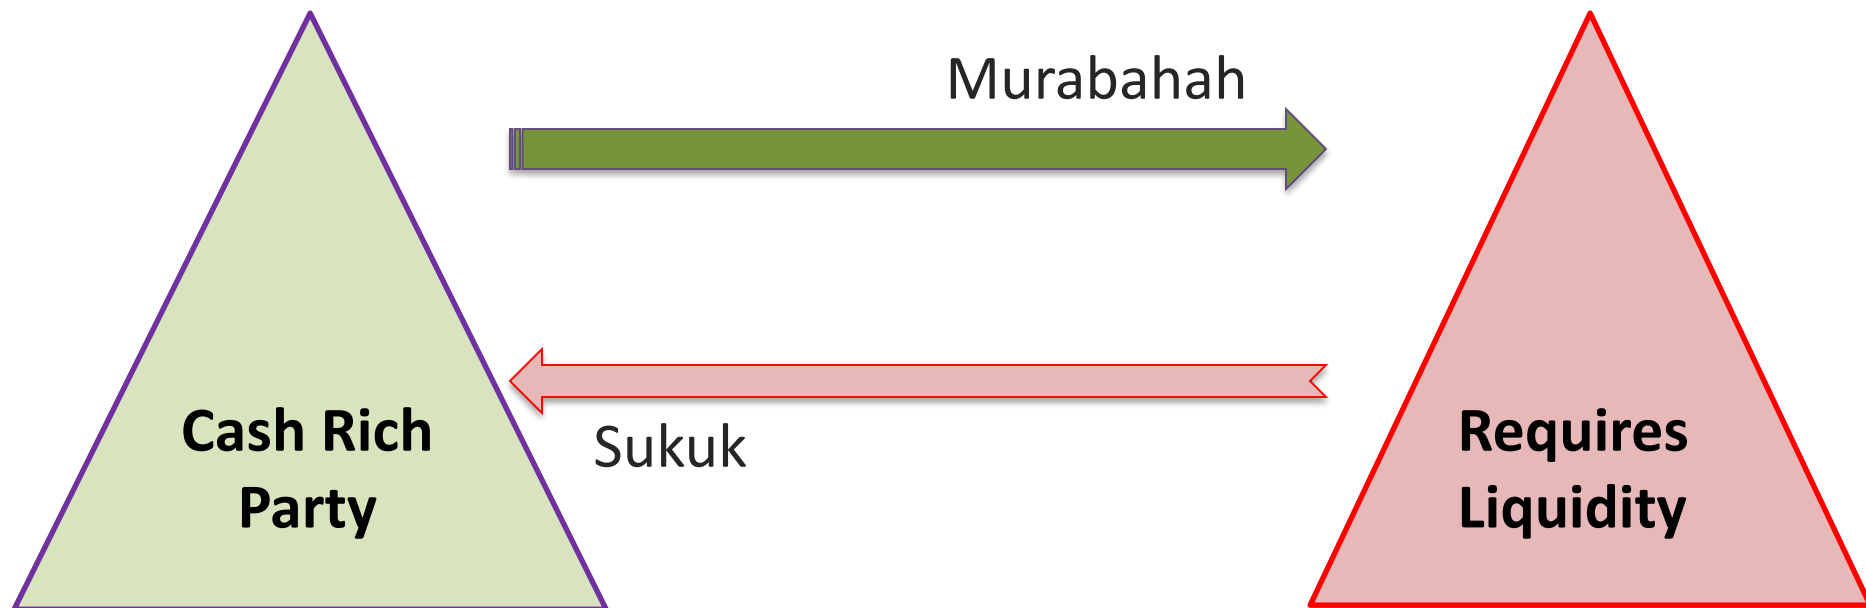 Murabahah
Sukuk
Cash Rich
Party
Requires
Liquidity